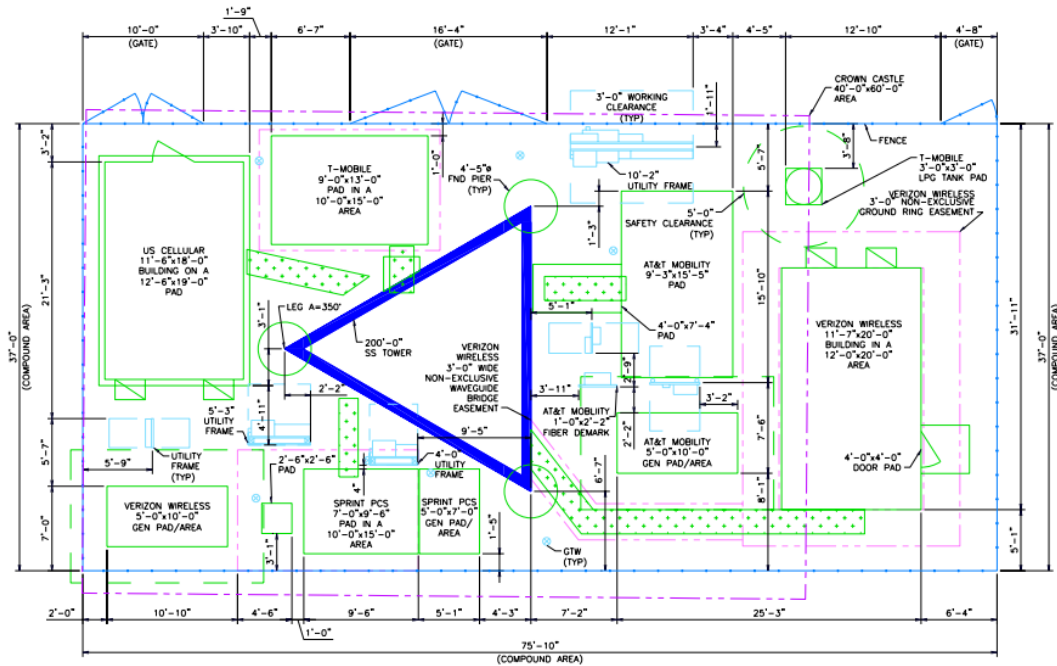 1'-9"
10'-0"
(GATE)
3'-10"
6'-7"
16'-4"
(GATE)
12'-1"
3'-4"
4'-5"
12'-10"
4'-8"
(GATE)
CROWN CASTLE
40'-0"x60'-0"
AREA
3'-0" WORKING
CLEARANCE
(TYP)
1'-11"
3'-2"
1'-0"
T-MOBILE
9'-0"x13'-0"
PAD IN A
10'-0"x15'-0"
AREA
4'-5"ø
FND PIER
(TYP)
10'-2"
UTILITY FRAME
5'-7"
3'-8"
FENCE
T-MOBILE
3'-0"x3'-0"
LPG TANK PAD
VERIZON WIRELESS
3'-0" NON-EXCLUSIVE
GROUND RING EASEMENT
5'-0"
SAFETY CLEARANCE
(TYP)
1'-3"
US CELLULAR
11'-6"x18'-0"
BUILDING ON A
12'-6"x19'-0"
PAD
AT&T MOBILITY
9'-3"x15'-5"
PAD
21'-3"
37'-0"
(COMPOUND AREA)
3'-1"
LEG A=350°
200'-0"
SS TOWER
5'-1"
4'-0"x7'-4"
PAD
15'-10"
VERIZON WIRELESS
11'-7"x20'-0"
BUILDING IN A
12'-0"x20'-0"
AREA
31'-11"
37'-0"
(COMPOUND AREA)
VERIZON
WIRELESS
3'-0" WIDE
NON-EXCLUSIVE
WAVEGUIDE
BRIDGE
EASEMENT
2'-2"
2'-9"
3'-11"
3'-2"
AT&T MOBLIITY
1'-0"x2'-2"
FIBER DEMARK
5'-3"
UTILITY
FRAME
4'-11"
9'-5"
2'-2"
AT&T MOBILITY
5'-0"x10'-0"
GEN PAD/AREA
7'-6"
5'-7"
5'-9"
UTILITY
FRAME
(TYP)
2'-6"x2'-6"
PAD
4'-0"
UTILITY
FRAME
4"
6'-7"
8'-1"
4'-0"x4'-0"
DOOR PAD
VERIZON WIRELESS
5'-0"x10'-0"
GEN PAD/AREA
7'-0"
3'-1"
SPRINT PCS
7'-0"x9'-6"
PAD IN A
10'-0"x15'-0"
AREA
SPRINT PCS
5'-0"x7'-0"
GEN PAD/
AREA
1'-5"
GTW
(TYP)
5'-1"
2'-0"
10'-10"
4'-6"
1'-0"
9'-6"
5'-1"
4'-3"
7'-2"
25'-3"
6'-4"
75'-10"
(COMPOUND AREA)